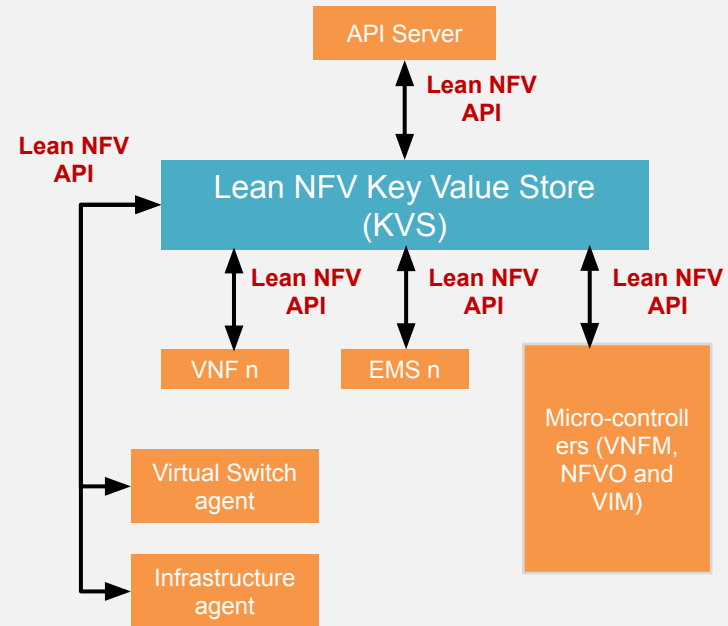 API Server
Lean NFV
API
Lean NFV
API
Lean NFV Key Value Store
(KVS)
Lean NFV
API
Lean NFV
API
Lean NFV
API
VNF n
EMS n
Micro-controll
ers (VNFM,
NFVO and
VIM)
Virtual Switch
agent
Infrastructure
agent